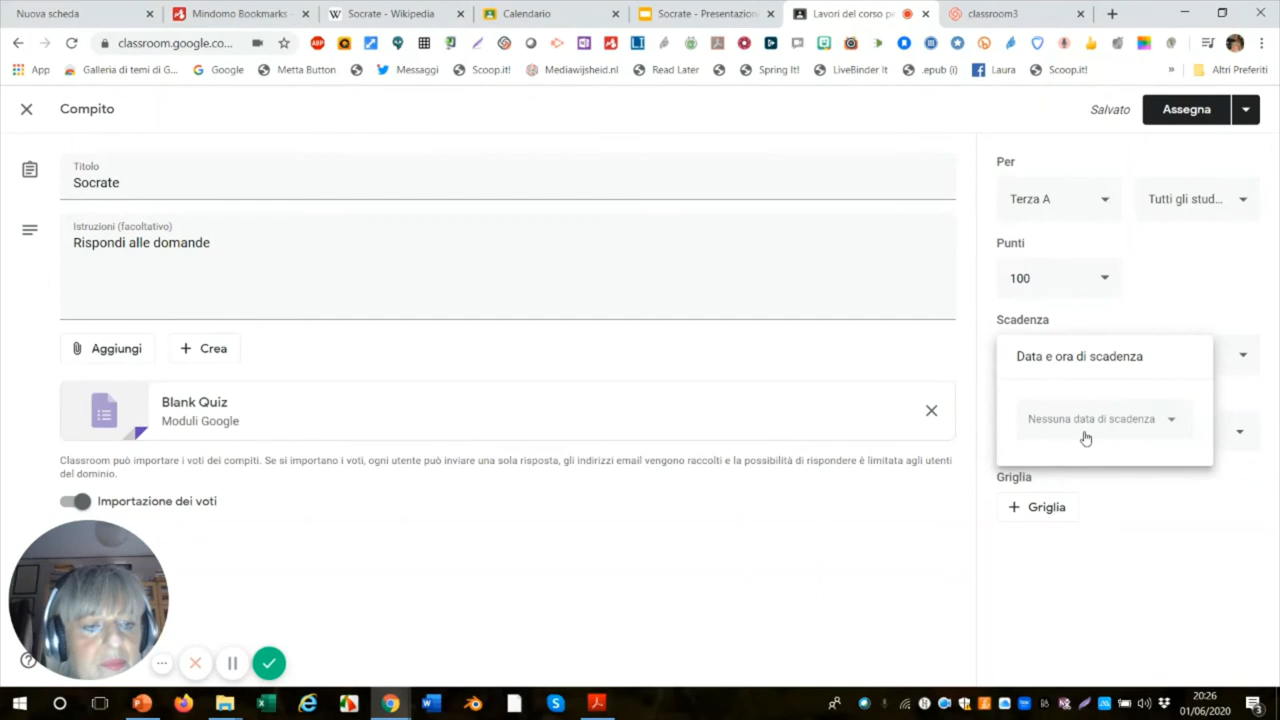 Nuova scheda
Mindomo Bookmarks -
Socrate - Wikipedia
Calendario
Socrate - Presentazion
Lavori del corso pe
classroom3
classroom.google.co...
App
Galleria di temi di G...
Google
Metta Button
Messaggi
Scoop.it!
Mediawijsheid.nl
Read Later
Spring It!
LiveBinder It
.epub (i)
Laura
Scoop.it!
»
Altri Preferiti
Compito
Salvato
Assegna
Titolo
Socrate
Per
Terza A
Tutti gli stud...
Istruzioni (facoltativo)
Rispondi alle domande
Punti
100
Scadenza
Aggiungi
Crea
Data e ora di scadenza
Nessuna data di scadenza
Blank Quiz
Moduli Google
Classroom può importare i voti dei compiti. Se si importano i voti, ogni utente può inviare una sola risposta, gli indirizzi email vengono raccolti e la possibilità di rispondere è limitata agli utenti
del dominio.
Importazione dei voti
Griglia
+ Griglia
20:26
01/06/2020